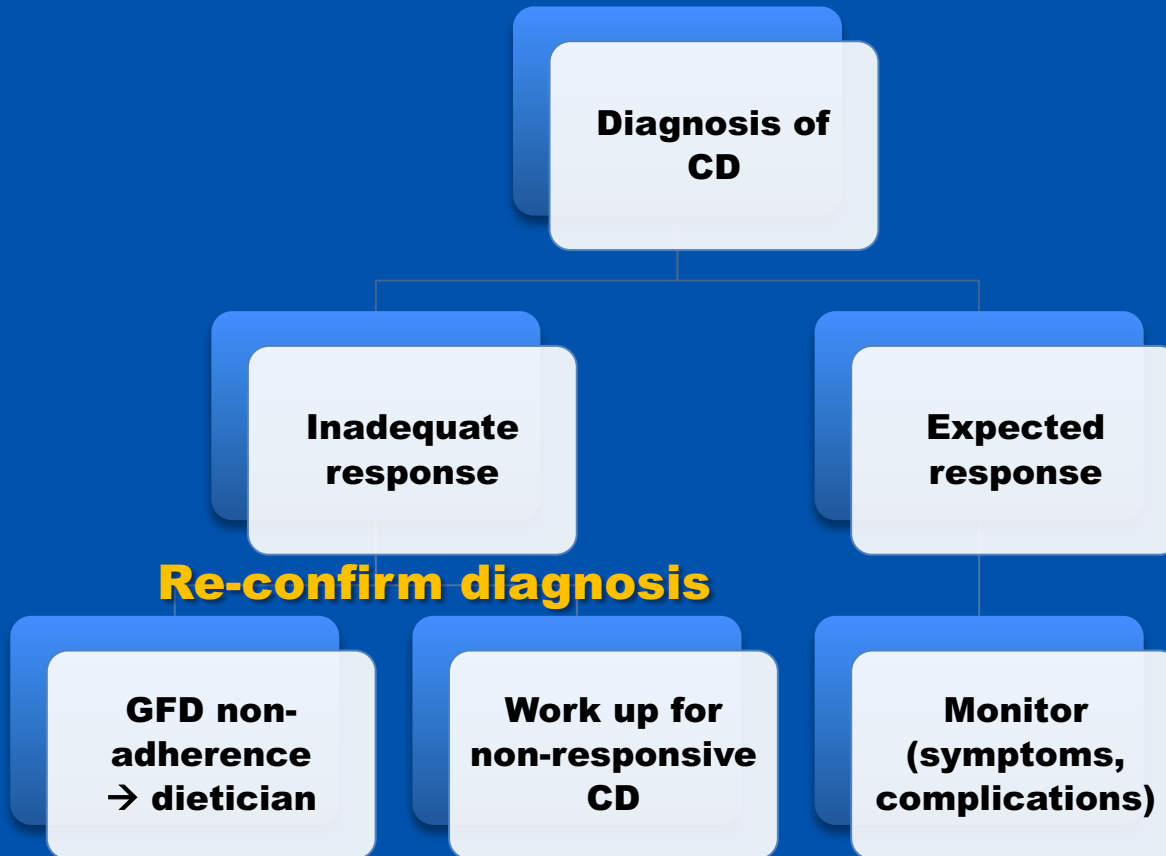 Diagnosis of
CD
Inadequate
response
Expected
response
Re-confirm diagnosis
GFD non-
adherence
→ dietician
Work up for
non-responsive
CD
Monitor
(symptoms,
complications)